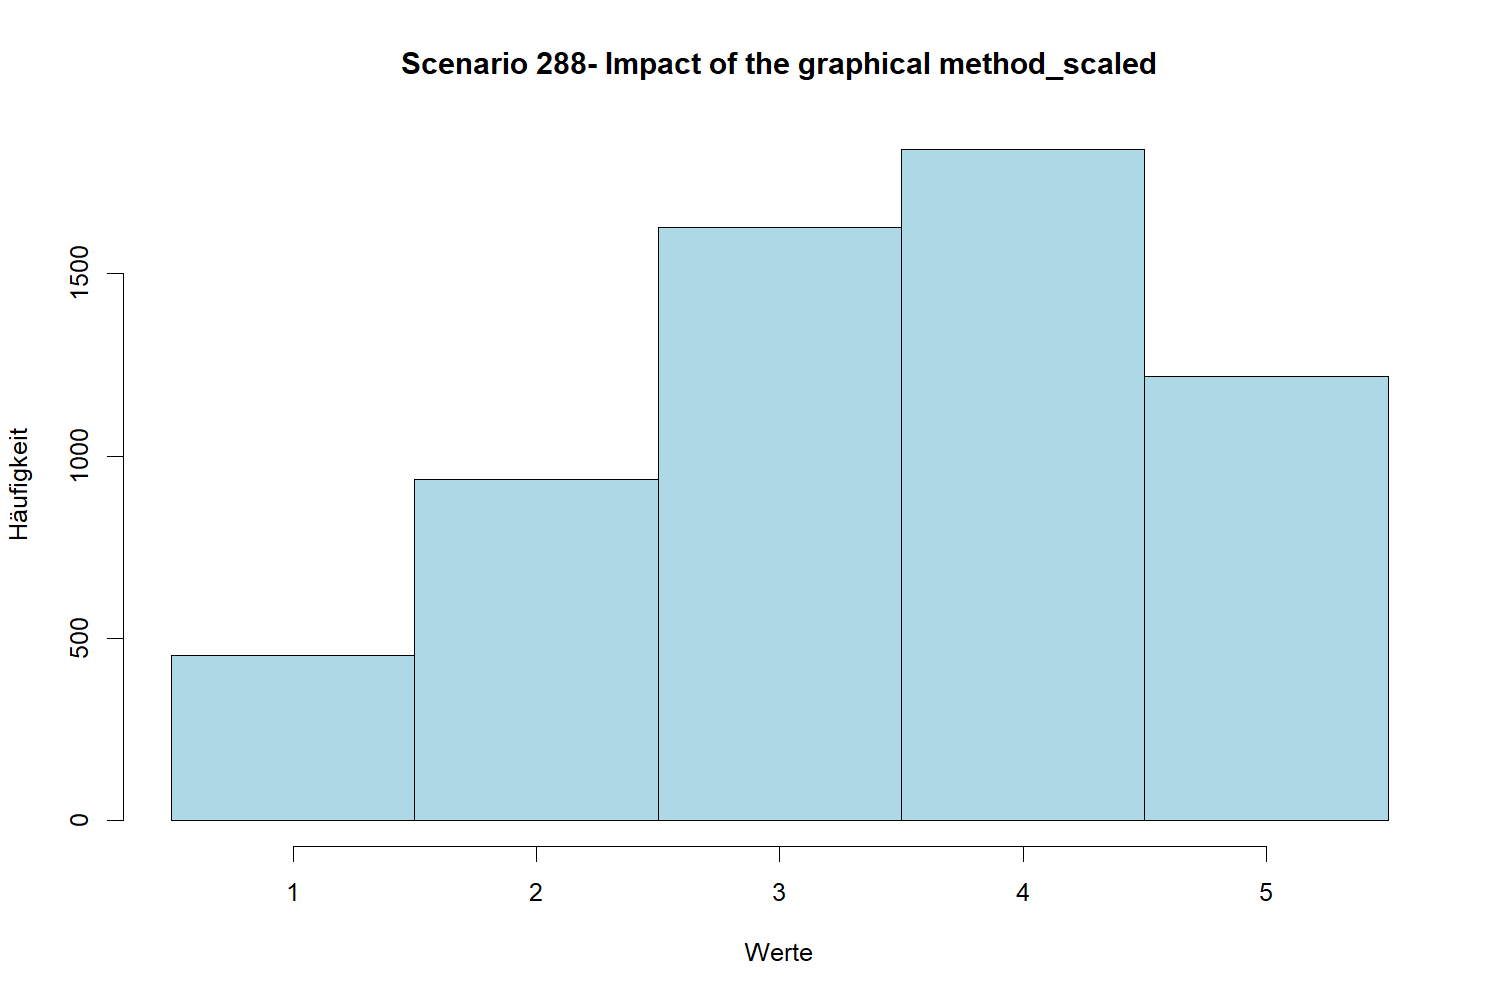 Scenario 288- Impact of the graphical method_scaled
Häufigkeit
1500
1000
500
0
1 2 3 4 5
Werte